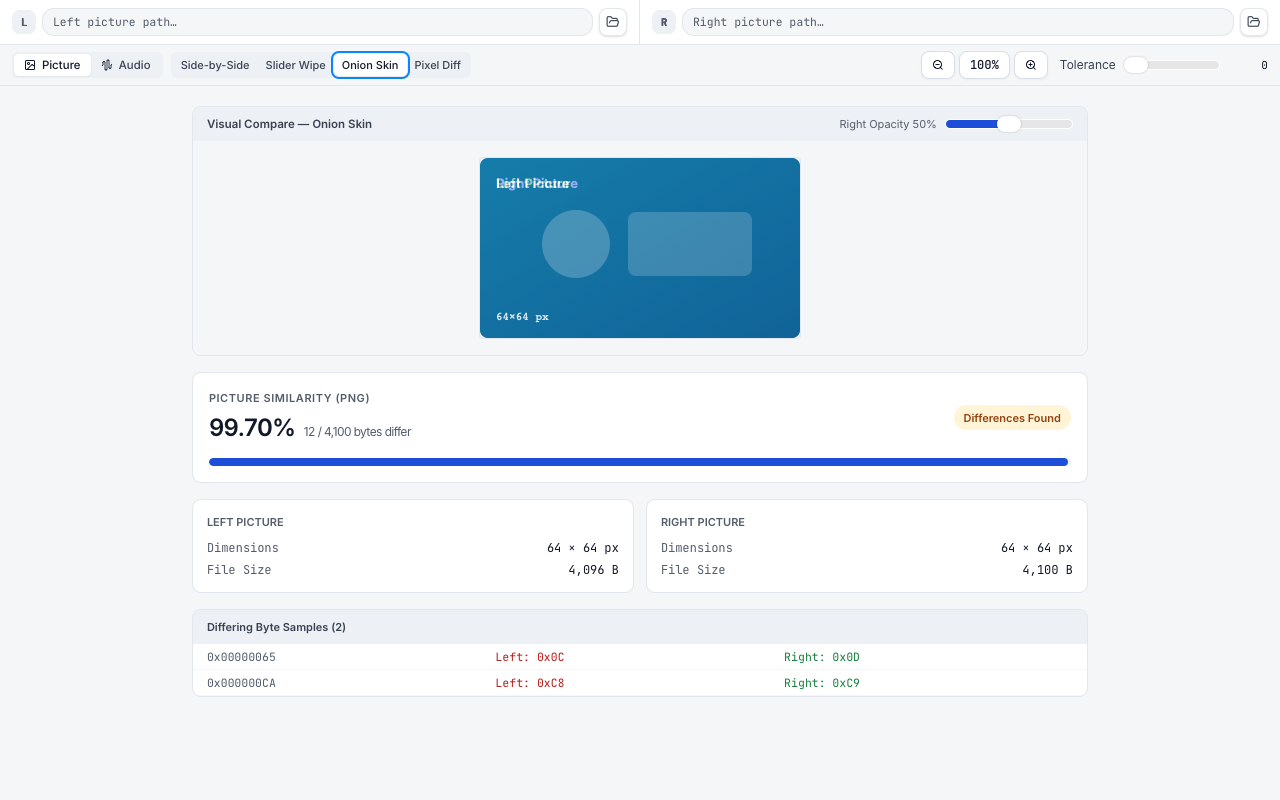 L
Left picture path…
R
Right picture path…
Picture
Audio
Side-by-Side
Slider Wipe
Onion Skin
Pixel Diff
100%
Tolerance
0
Visual Compare — Onion Skin
Right Opacity 50%
Left Picture
64×64 px
PICTURE SIMILARITY (PNG)
99.70% 12 / 4,100 bytes differ
Differences Found
LEFT PICTURE
Dimensions 64 × 64 px
File Size 4,096 B
RIGHT PICTURE
Dimensions 64 × 64 px
File Size 4,100 B
Differing Byte Samples (2)
0x00000065 Left: 0x0C Right: 0x0D
0x000000CA Left: 0xC8 Right: 0xC9